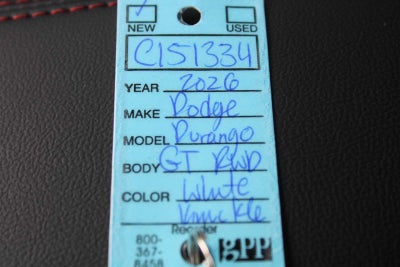 NEW USED
C151334
YEAR 2026
MAKE Dodge
MODEL Durango
BODY GT RWD
COLOR White
Knuckle
Reorder
800-
367-
8458
gpp